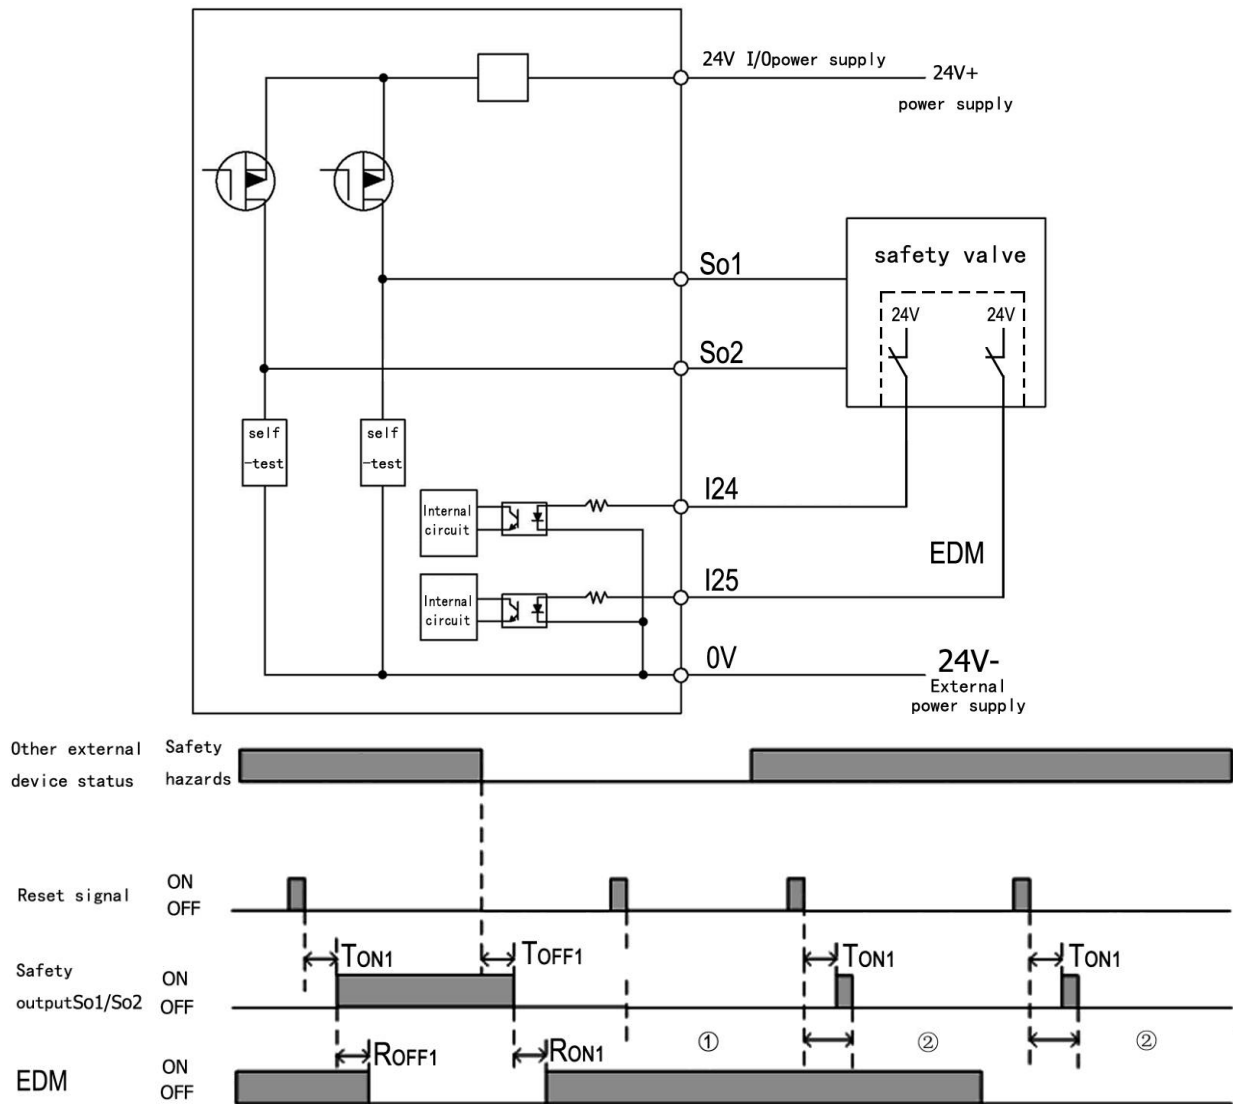 24V I/Opower supply
24V+
power supply
So1
safety valve
24V
24V
So2
self
-test
self
-test
I24
Internal
circuit
EDM
I25
Internal
circuit
0V
24V-
External
power supply
Other external
device status
Safety
hazards
Reset signal
ON
OFF
TON1
TOFF1
TON1
TON1
Safety
outputSo1/So2
ON
OFF
①
②
②
ROFF1
RON1
EDM
ON
OFF